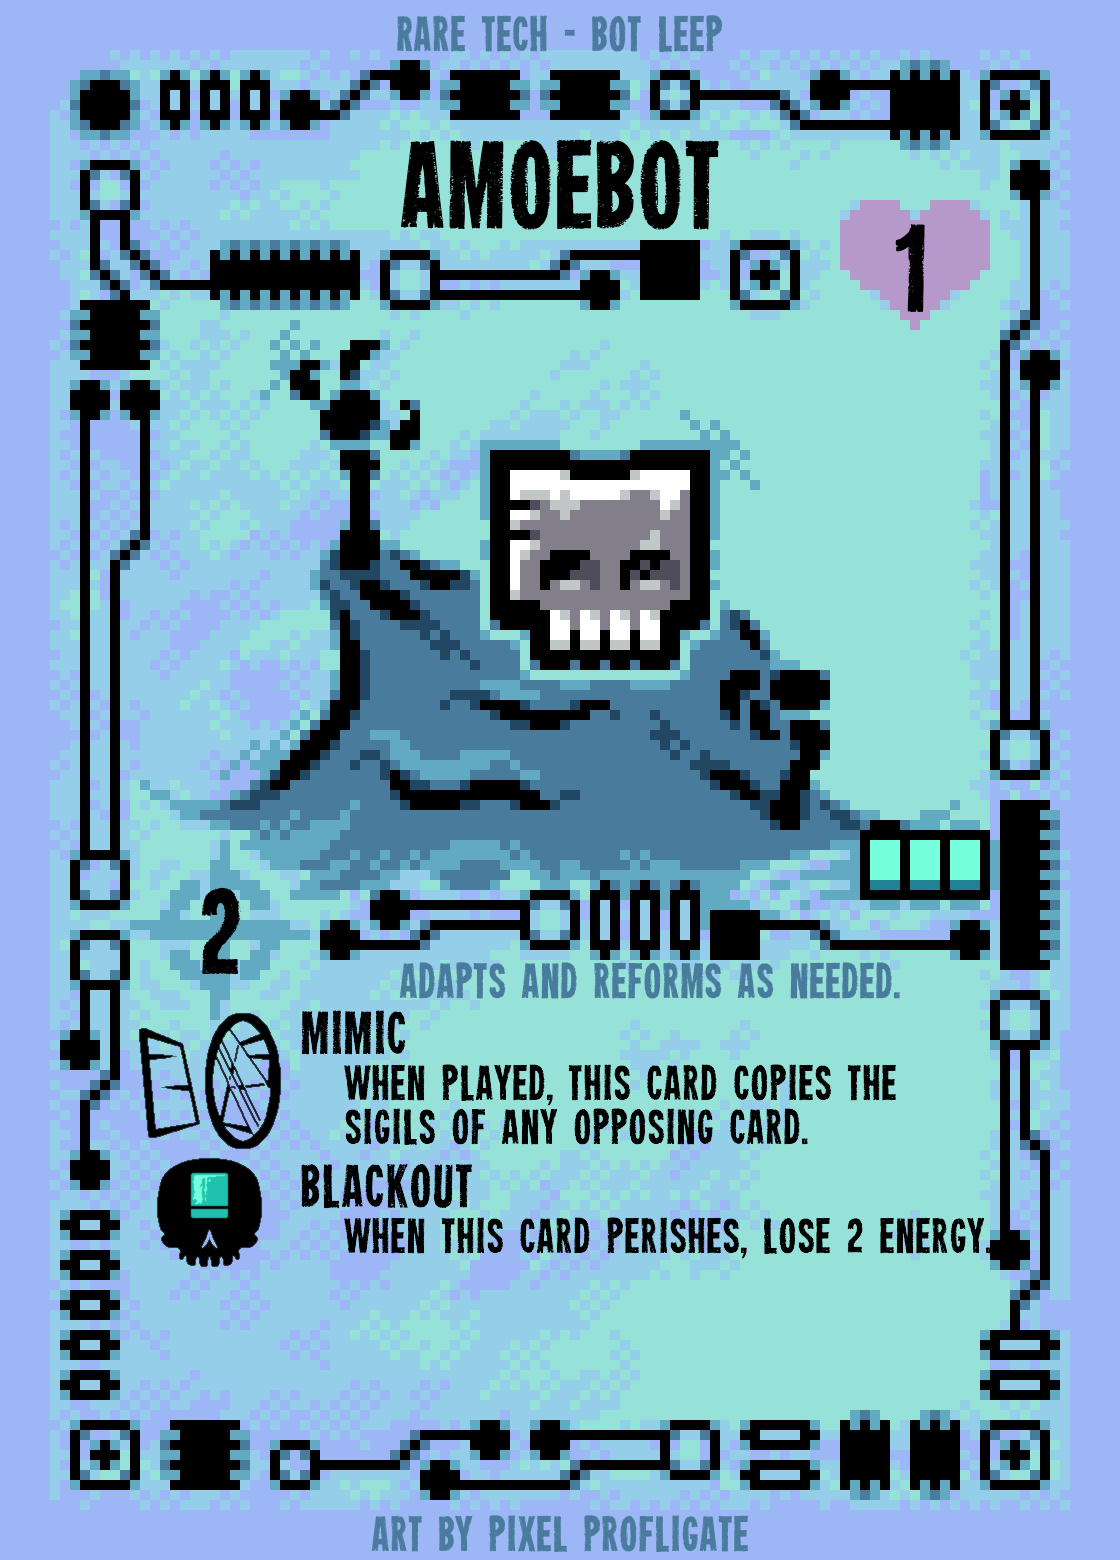 RARE TECH - BOT LEEP
AMOEBOT
1
2
ADAPTS AND REFORMS AS NEEDED.
MIMIC
WHEN PLAYED, THIS CARD COPIES THE
SIGILS OF ANY OPPOSING CARD.
BLACKOUT
WHEN THIS CARD PERISHES, LOSE 2 ENERGY.
ART BY PIXEL PROFLIGATE